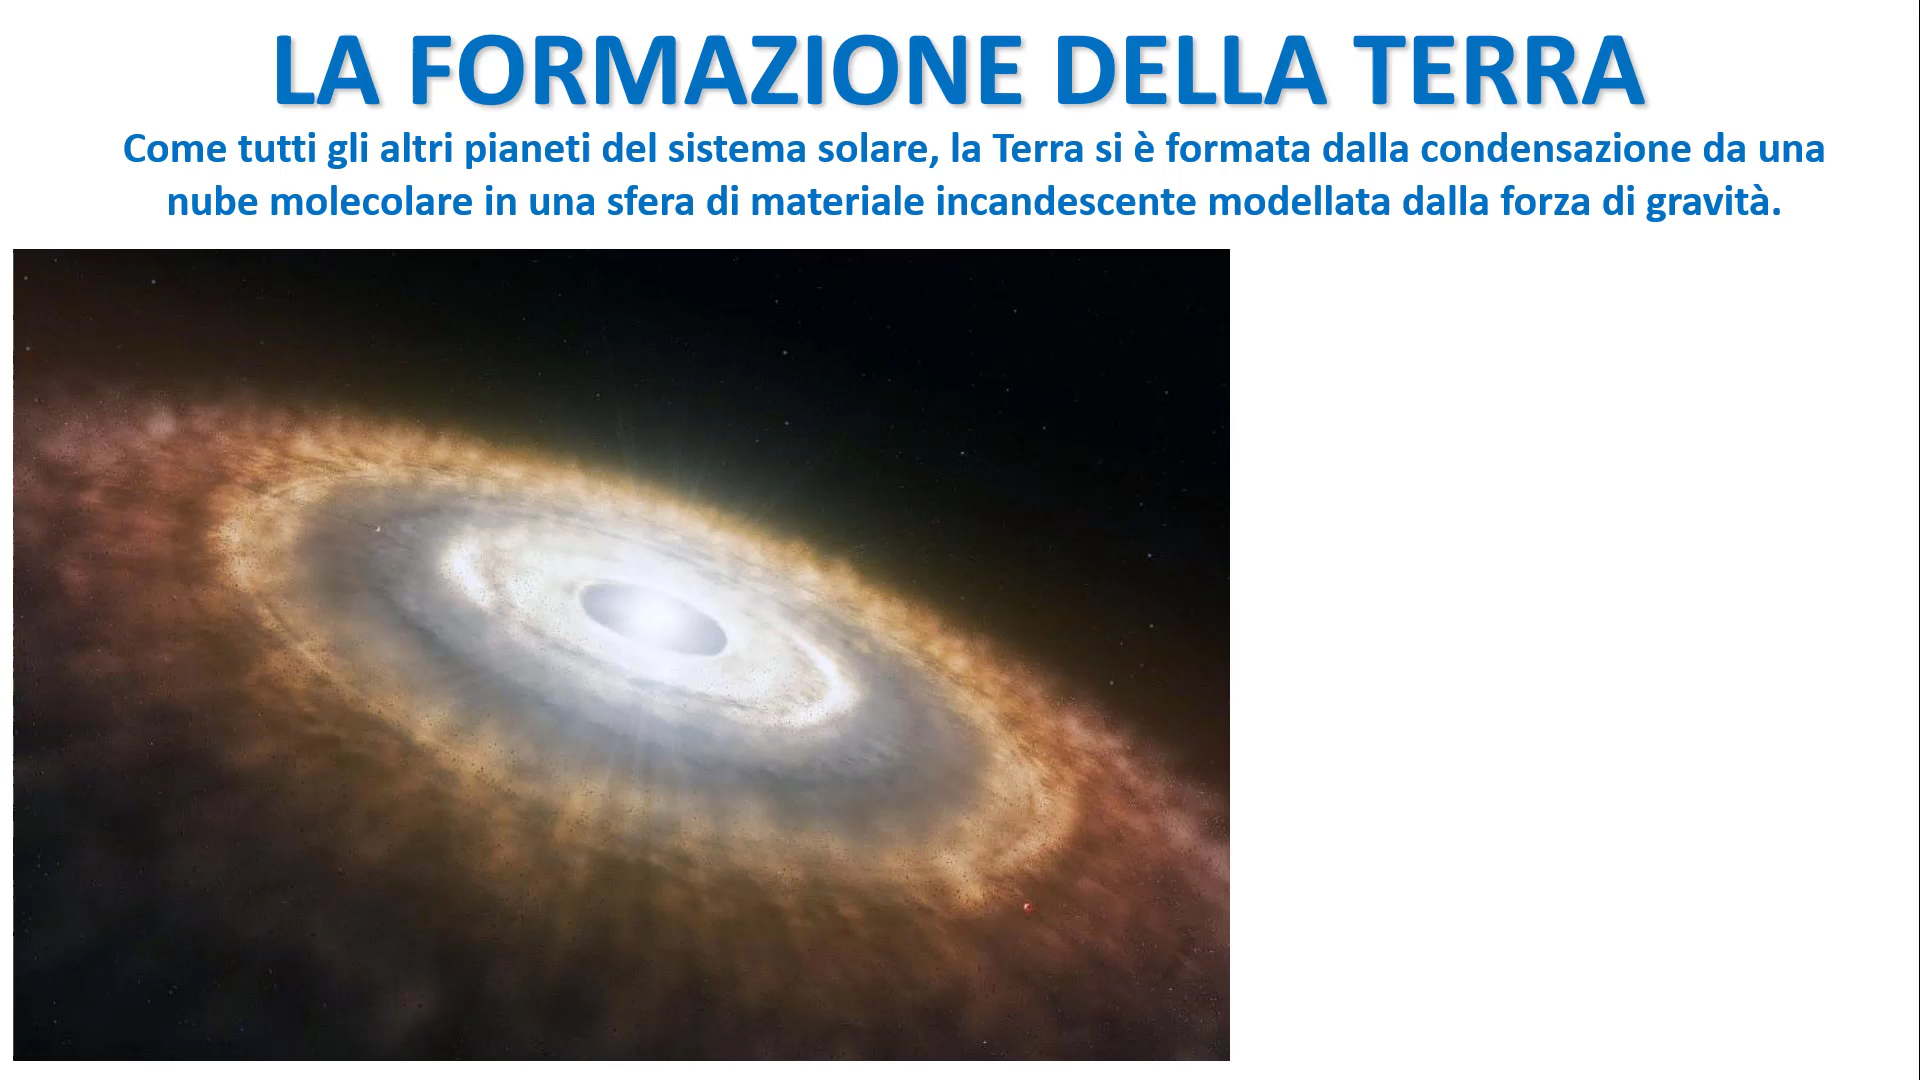 LA FORMAZIONE DELLA TERRA
Come tutti gli altri pianeti del sistema solare, la Terra si è formata dalla condensazione da una
nube molecolare in una sfera di materiale incandescente modellata dalla forza di gravità.